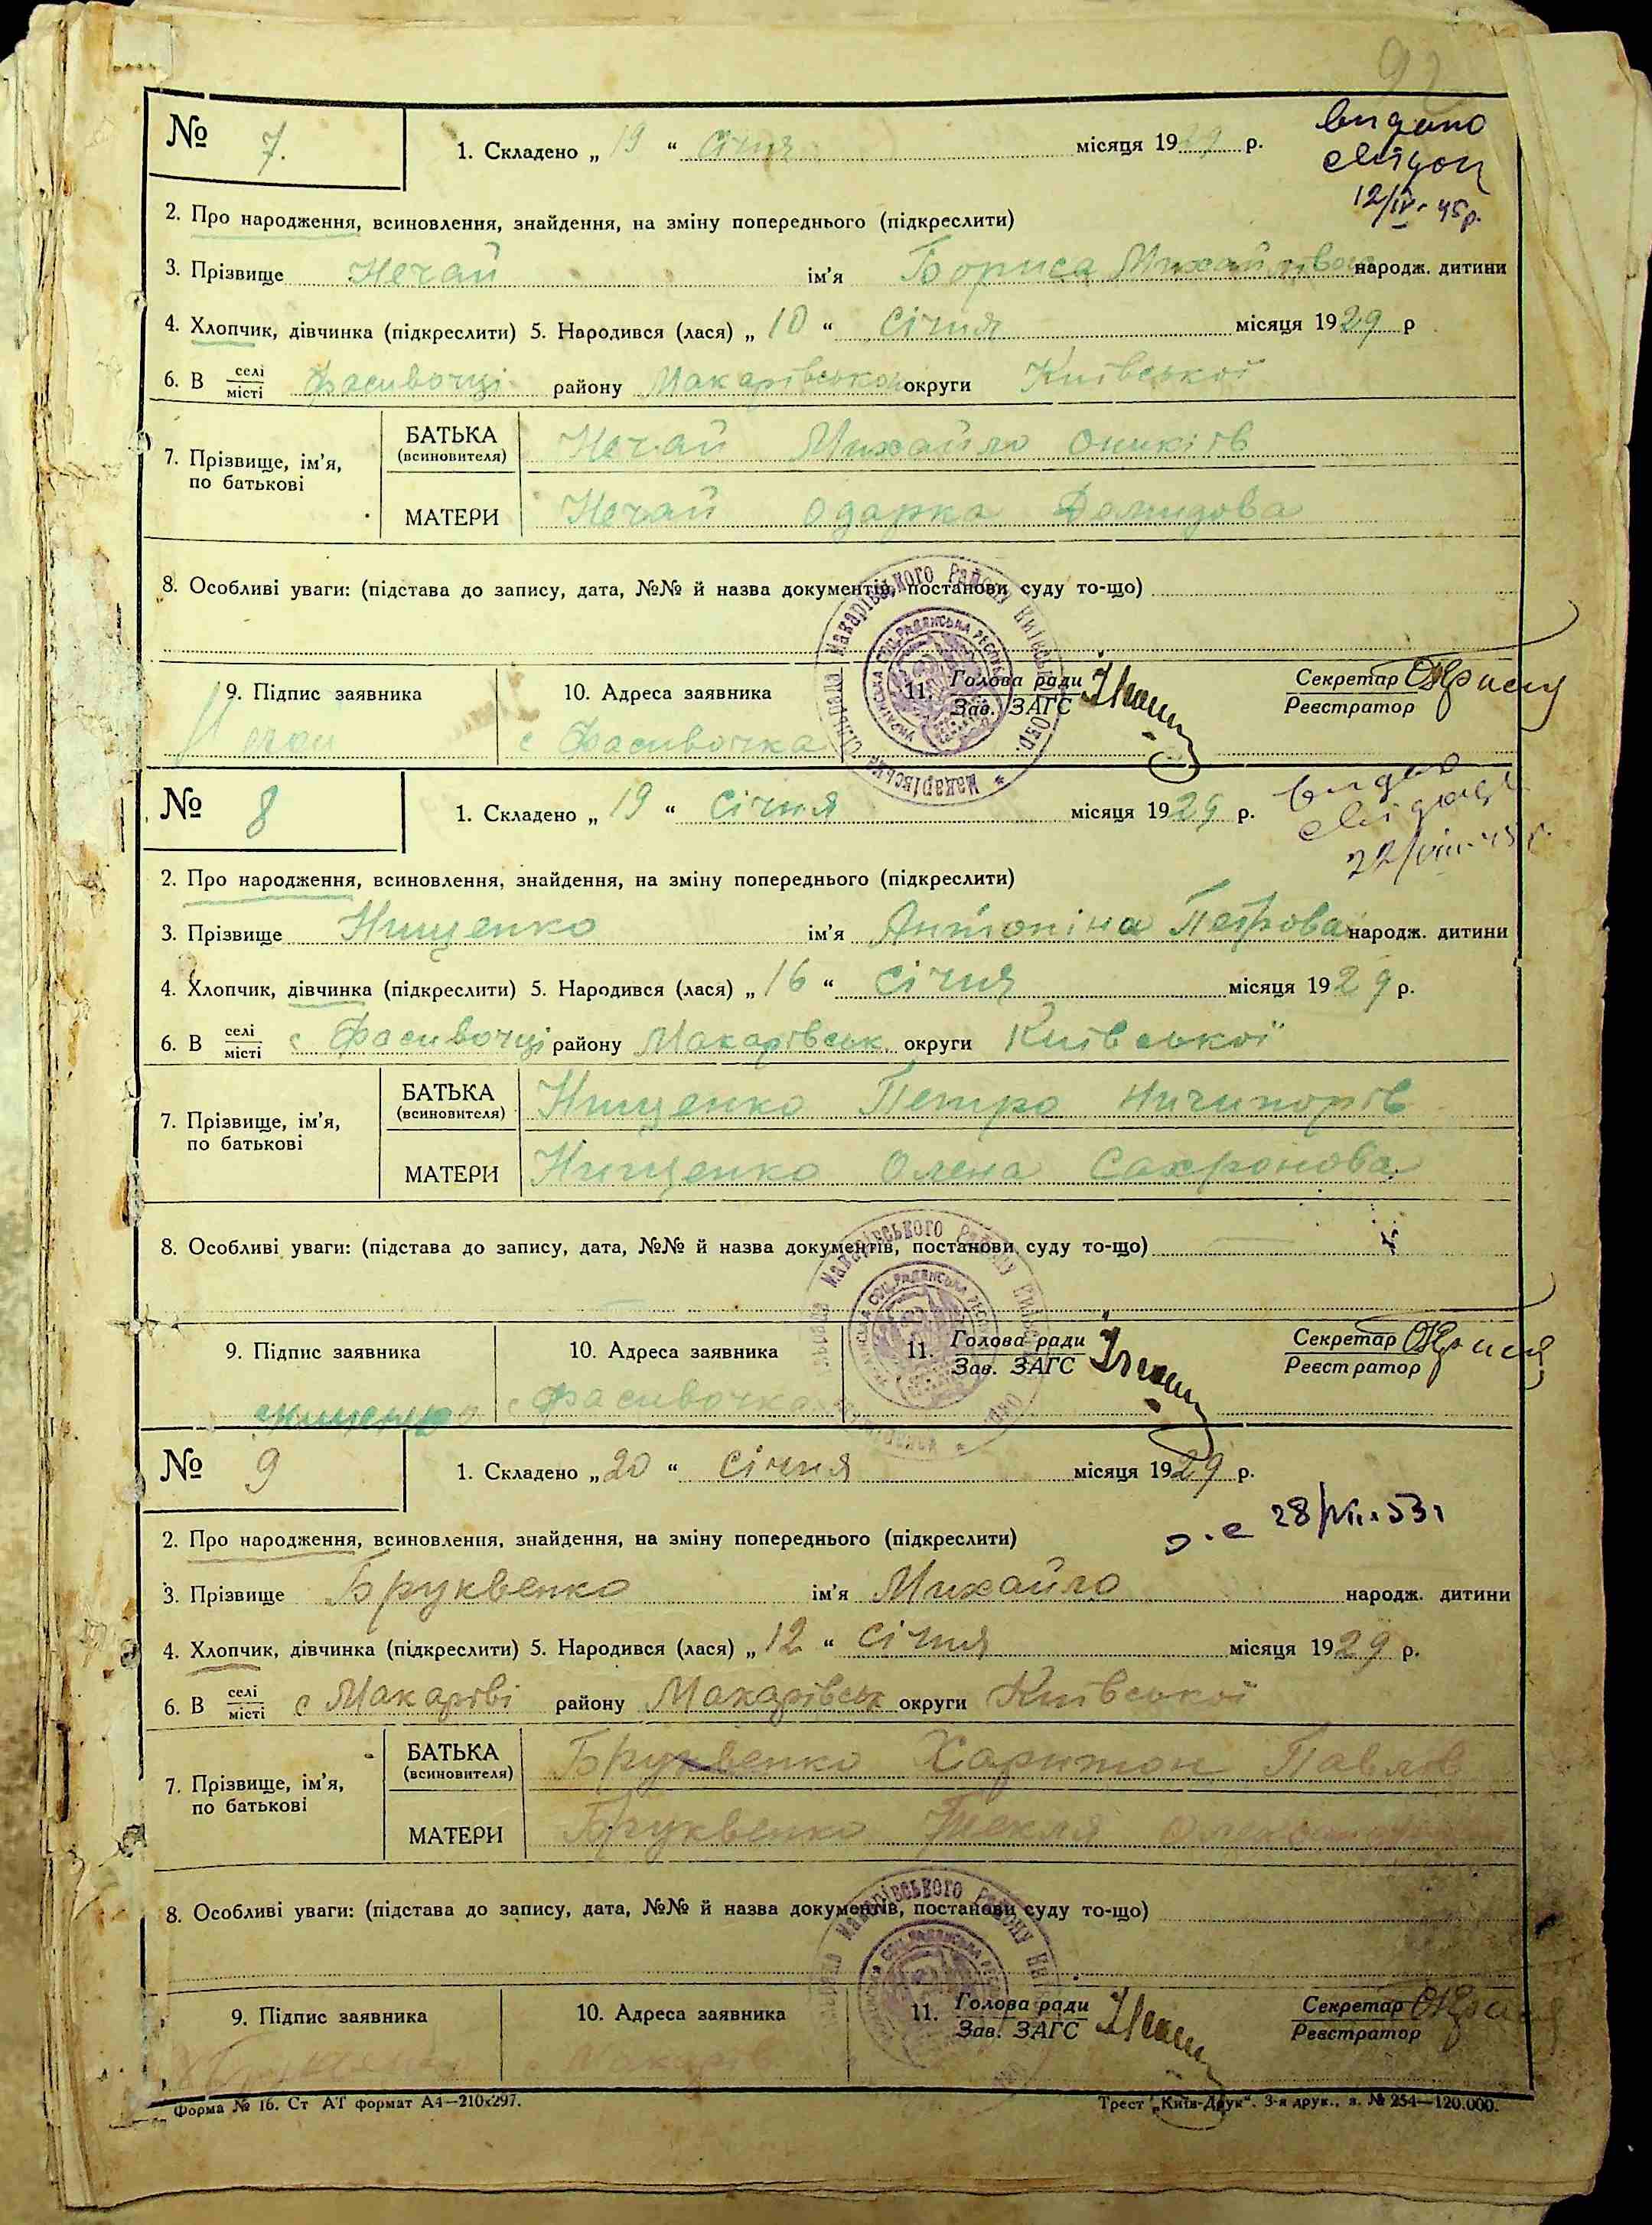 92
№ 7. 1. Складено „ 19 “ Січня місяця 1929 р.
видано
свідоц
12/IV-45р.
2. Про народження, всиновлення, знайдення, на зміну попереднього (підкреслити)
3. Прізвище Нечай ім’я Бориса Михайлівна народж. дитини
4. Хлопчик, дівчинка (підкреслити) 5. Народився (лася) „ 10 “ Січня місяця 1929 р
6. В селі місті Фасивочці району Макарівсько округи Київської
7. Прізвище, ім’я, по батькові
БАТЬКА (всиновителя) Нечай Михайло Оникіїв
МАТЕРИ Нечай Одарка Демидова
8. Особливі уваги: (підстава до запису, дата, №№ й назва документів, постанови суду то-що)
9. Підпис заявника 10. Адреса заявника 11. Голова ради Зав. ЗАГС Секретар Реєстратор
Нечай с Фасивочка
№ 8 1. Складено „ 19 “ Січня місяця 1929 р.
22/VIII-45 р.
2. Про народження, всиновлення, знайдення, на зміну попереднього (підкреслити)
3. Прізвище Нищенко ім’я Антоніна Петрова народж. дитини
4. Хлопчик, дівчинка (підкреслити) 5. Народився (лася) „ 16 “ Січня місяця 1929 р.
6. В селі місті с Фасивочці району Макарівськ. округи Київської
7. Прізвище, ім’я, по батькові
БАТЬКА (всиновителя) Нищенко Петро Ничипорів
МАТЕРИ Нищенко Олена Сахронова
8. Особливі уваги: (підстава до запису, дата, №№ й назва документів, постанови суду то-що)
9. Підпис заявника 10. Адреса заявника 11. Голова ради Зав. ЗАГС Секретар Реєстратор
с Фасивочка
№ 9 1. Складено „ 20 “ Січня місяця 1929 р.
2. Про народження, всиновлення, знайдення, на зміну попереднього (підкреслити)
3. Прізвище Бруквенко ім’я Михайло народж. дитини
4. Хлопчик, дівчинка (підкреслити) 5. Народився (лася) „ 12 “ Січня місяця 1929 р.
6. В селі місті с Макарові району Макарівськ округи Київської
7. Прізвище, ім’я, по батькові
БАТЬКА (всиновителя) Бруквенко Харитон Павлов
МАТЕРИ Бруквенко Текля
8. Особливі уваги: (підстава до запису, дата, №№ й назва документів, постанови суду то-що)
9. Підпис заявника 10. Адреса заявника 11. Голова ради Зав. ЗАГС Секретар Реєстратор
Форма № 16. Ст АТ формат А4—210х297. Трест „Київ-Друк“. 3-я друк., з. № 254—120.000.